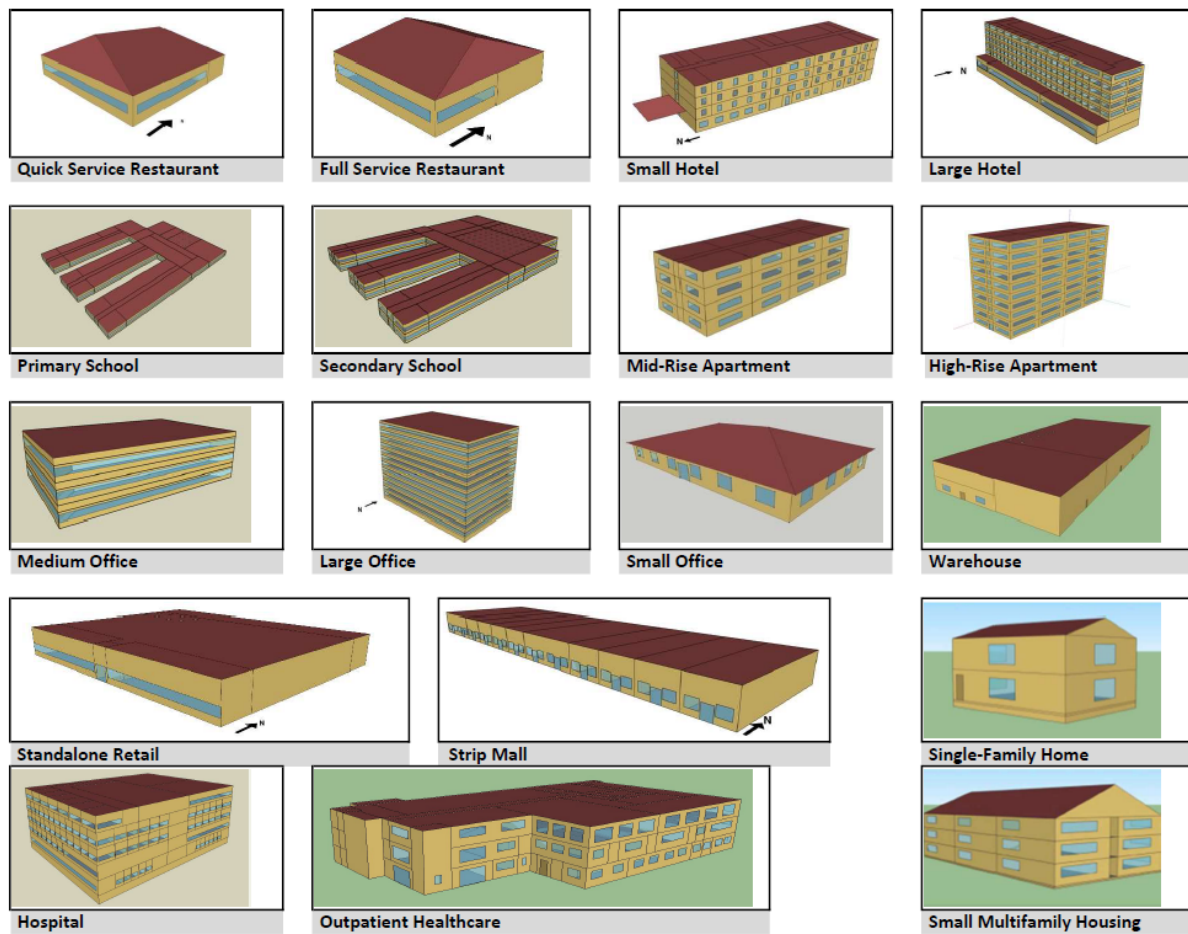 N
N
N
N
Quick Service Restaurant
Full Service Restaurant
Small Hotel
Large Hotel
Primary School
Secondary School
Mid-Rise Apartment
High-Rise Apartment
N
Medium Office
Large Office
Small Office
Warehouse
N
N
Standalone Retail
Strip Mall
Single-Family Home
Hospital
Outpatient Healthcare
Small Multifamily Housing